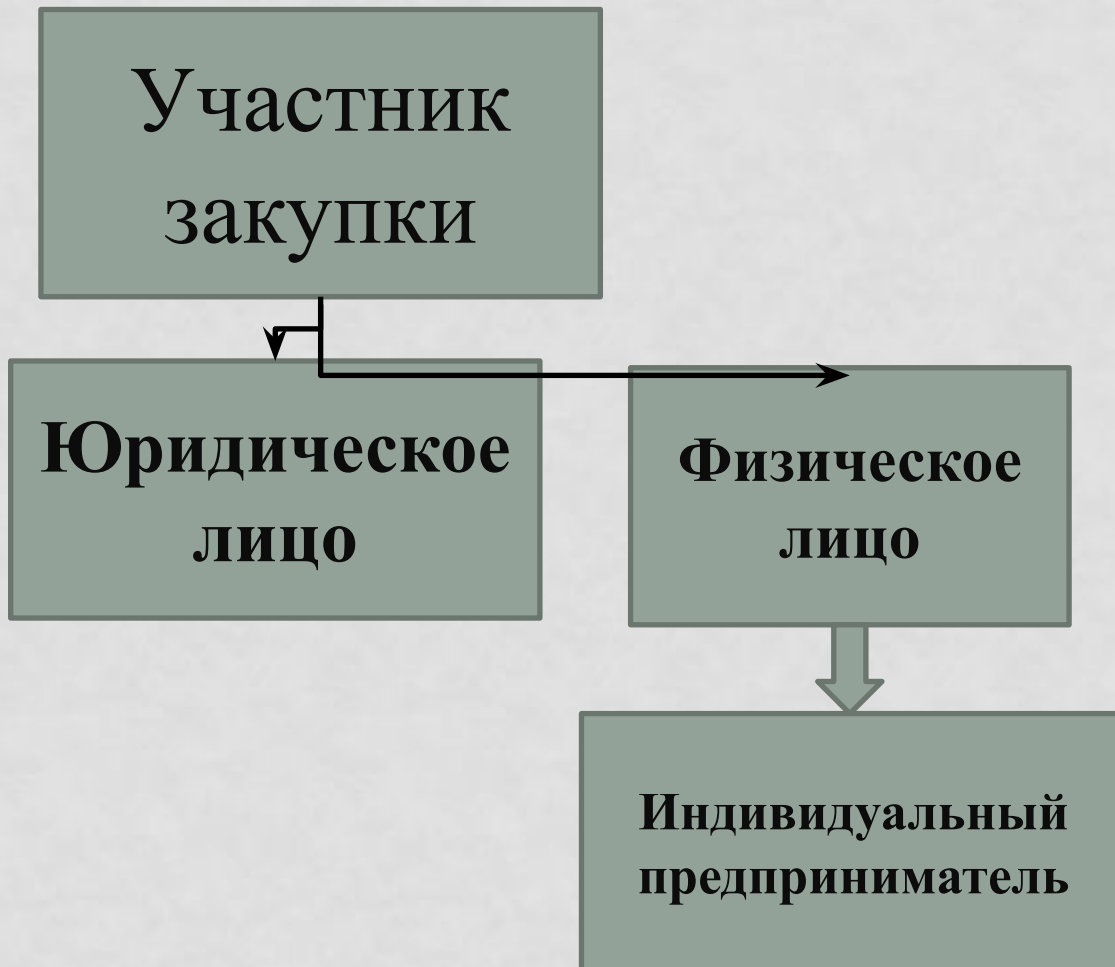 Участник
закупки
Юридическое
лицо
Физическое
лицо
Индивидуальный
предприниматель